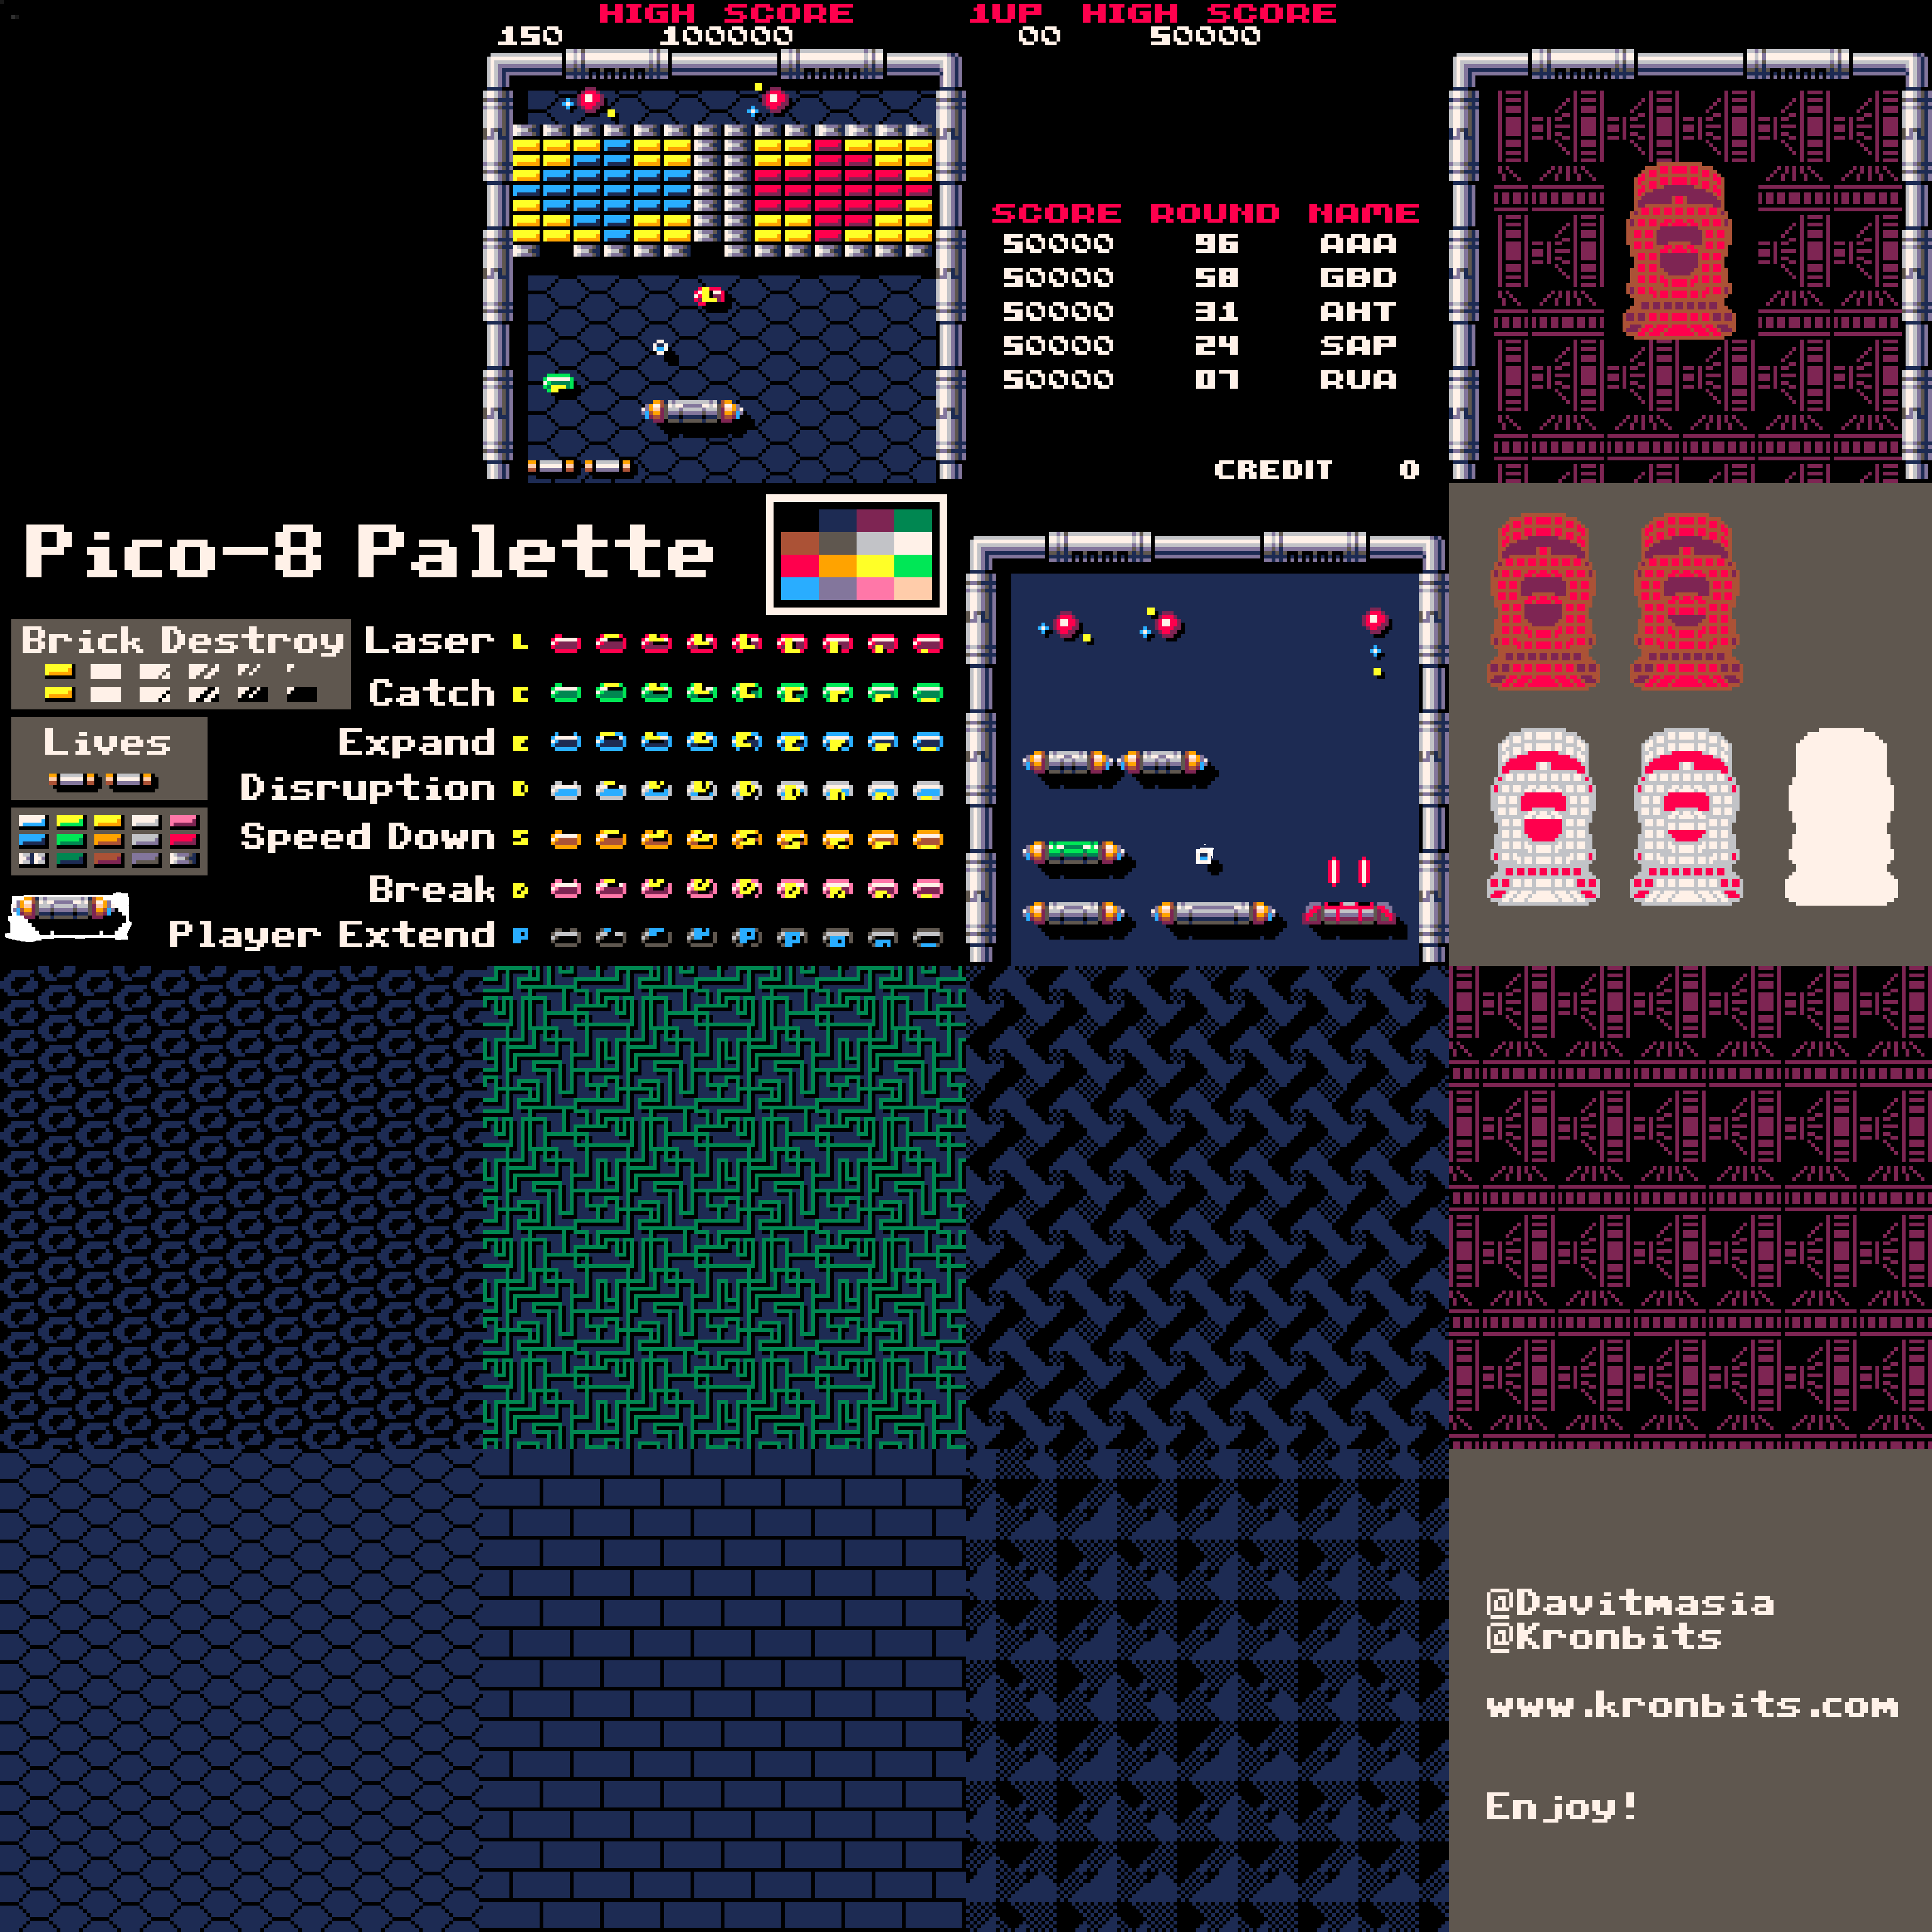 HIGH SCORE
150 100000
1UP HIGH SCORE
00 50000
SCORE ROUND NAME
50000 96 AAA
50000 58 GBD
50000 31 AHT
50000 24 SAP
50000 07 RUA
CREDIT 0
Pico-8 Palette
Brick Destroy
Lives
Laser L
Catch C
Expand E
Disruption D
Speed Down S
Break B
Player Extend P
@Davitmasia
@Kronbits
www.kronbits.com
Enjoy!